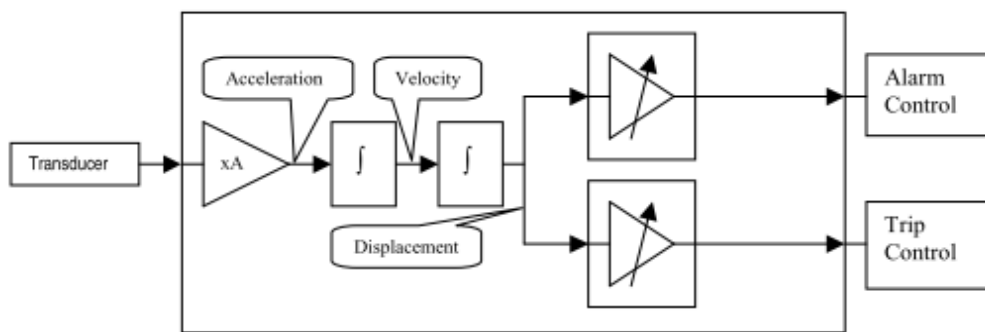 Acceleration
Velocity
Alarm
Control
Transducer
xA
∫
∫
Displacement
Trip
Control